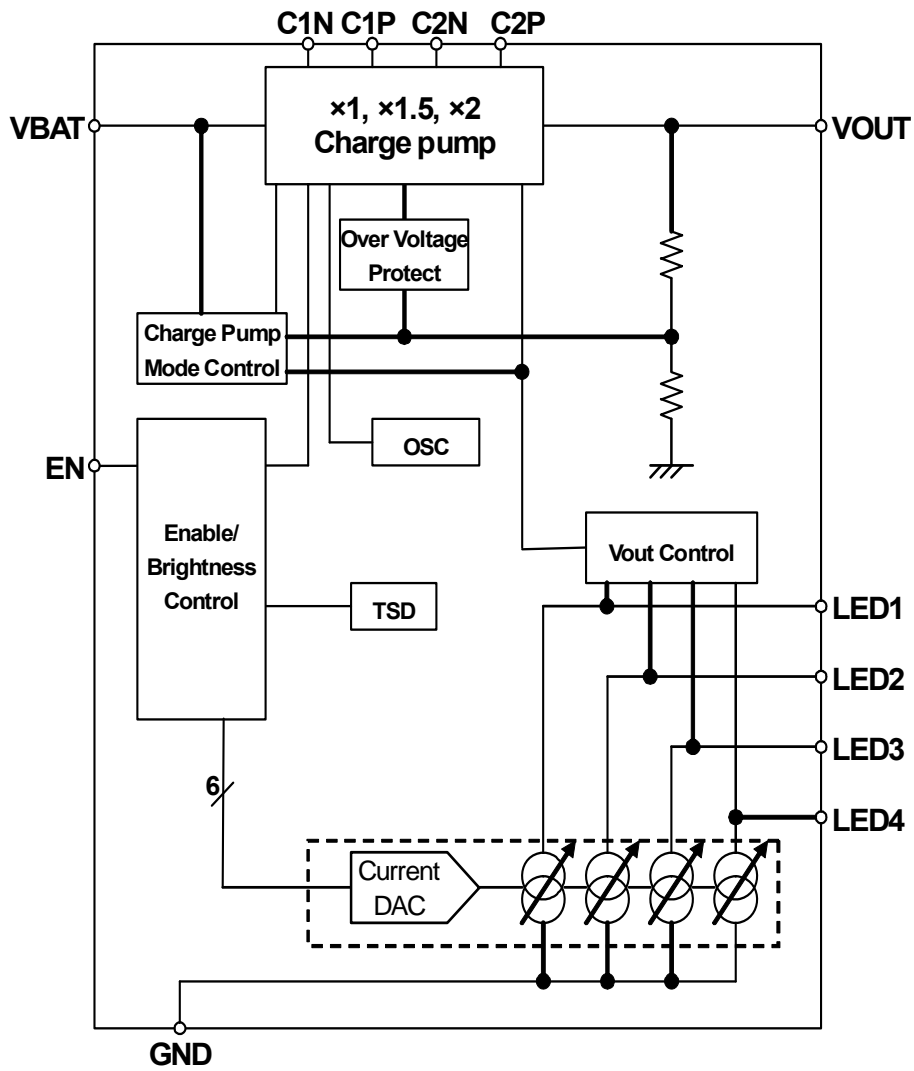 C1N C1P C2N C2P
×1, ×1.5, ×2
Charge pump
VBAT
VOUT
Over Voltage
Protect
Charge Pump
Mode Control
OSC
EN
Enable/
Brightness
Control
Vout Control
TSD
LED1
LED2
LED3
LED4
6
Current
DAC
GND